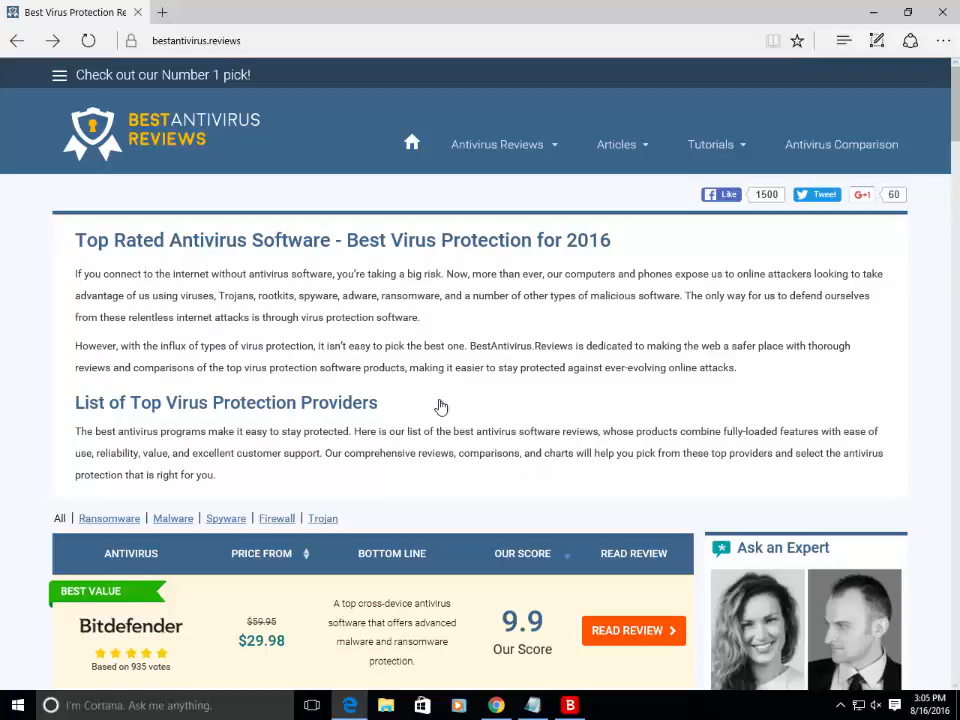 Best Virus Protection Re
bestantivirus.reviews
Check out our Number 1 pick!
BESTANTIVIRUS
REVIEWS
Antivirus Reviews
Articles
Tutorials
Antivirus Comparison
Like
1500
Tweet
G+1
60
Top Rated Antivirus Software - Best Virus Protection for 2016
If you connect to the internet without antivirus software, you're taking a big risk. Now, more than ever, our computers and phones expose us to online attackers looking to take
advantage of us using viruses, Trojans, rootkits, spyware, adware, ransomware, and a number of other types of malicious software. The only way for us to defend ourselves
from these relentless internet attacks is through virus protection software.
However, with the influx of types of virus protection, it isn't easy to pick the best one. BestAntivirus.Reviews is dedicated to making the web a safer place with thorough
reviews and comparisons of the top virus protection software products, making it easier to stay protected against ever-evolving online attacks.
List of Top Virus Protection Providers
The best antivirus programs make it easy to stay protected. Here is our list of the best antivirus software reviews, whose products combine fully-loaded features with ease of
use, reliability, value, and excellent customer support. Our comprehensive reviews, comparisons, and charts will help you pick from these top providers and select the antivirus
protection that is right for you.
All | Ransomware | Malware | Spyware | Firewall | Trojan
ANTIVIRUS PRICE FROM BOTTOM LINE OUR SCORE READ REVIEW
BEST VALUE
Bitdefender
Based on 935 votes
$59.95
$29.98
A top cross-device antivirus
software that offers advanced
malware and ransomware
protection.
9.9
Our Score
READ REVIEW
Ask an Expert
I'm Cortana. Ask me anything.
B
3:05 PM
8/16/2016